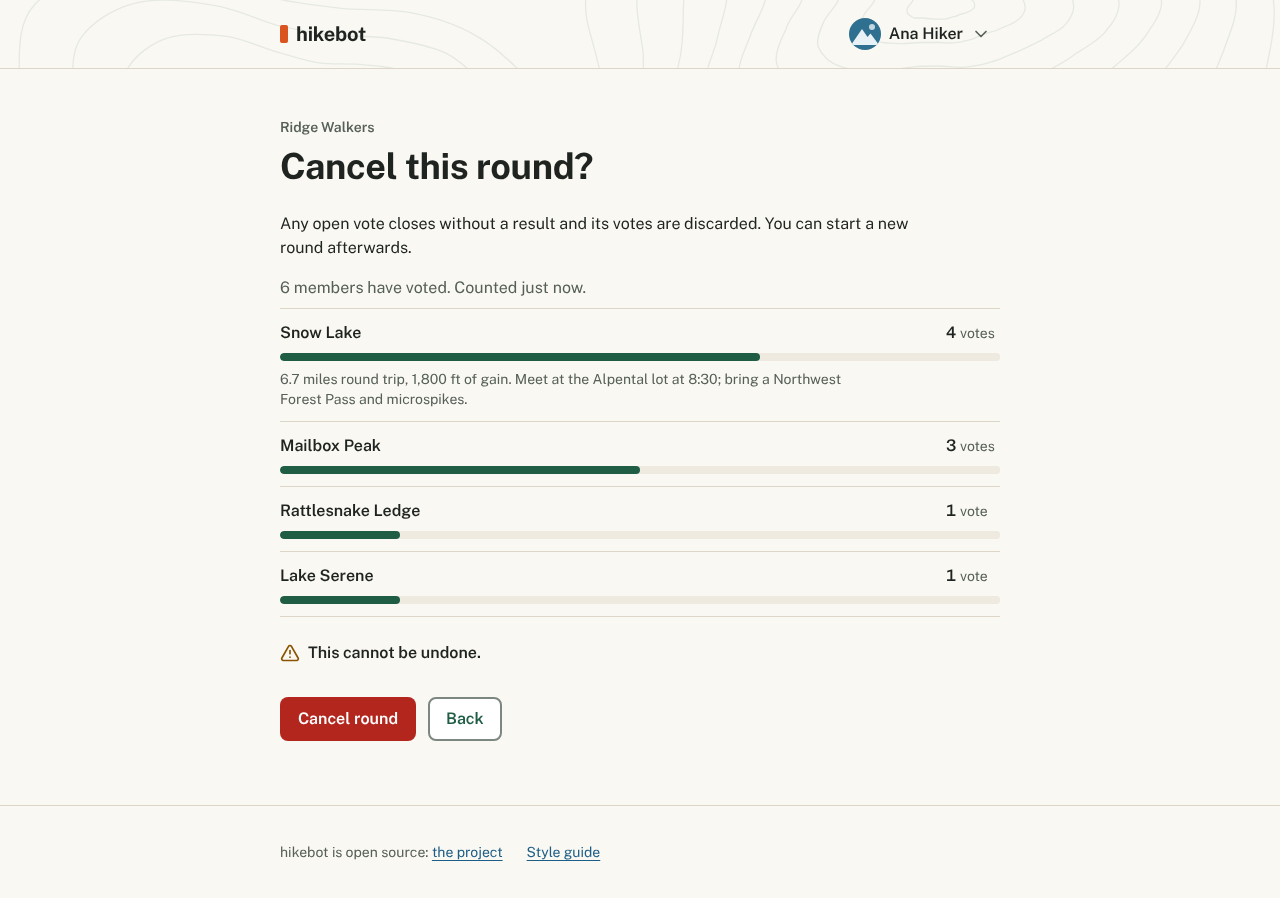 hikebot
Ana Hiker
Ridge Walkers
Cancel this round?
Any open vote closes without a result and its votes are discarded. You can start a new
round afterwards.
6 members have voted. Counted just now.
Snow Lake
4 votes
6.7 miles round trip, 1,800 ft of gain. Meet at the Alpental lot at 8:30; bring a Northwest
Forest Pass and microspikes.
Mailbox Peak
3 votes
Rattlesnake Ledge
1 vote
Lake Serene
1 vote
This cannot be undone.
Cancel round
Back
hikebot is open source: the project
Style guide